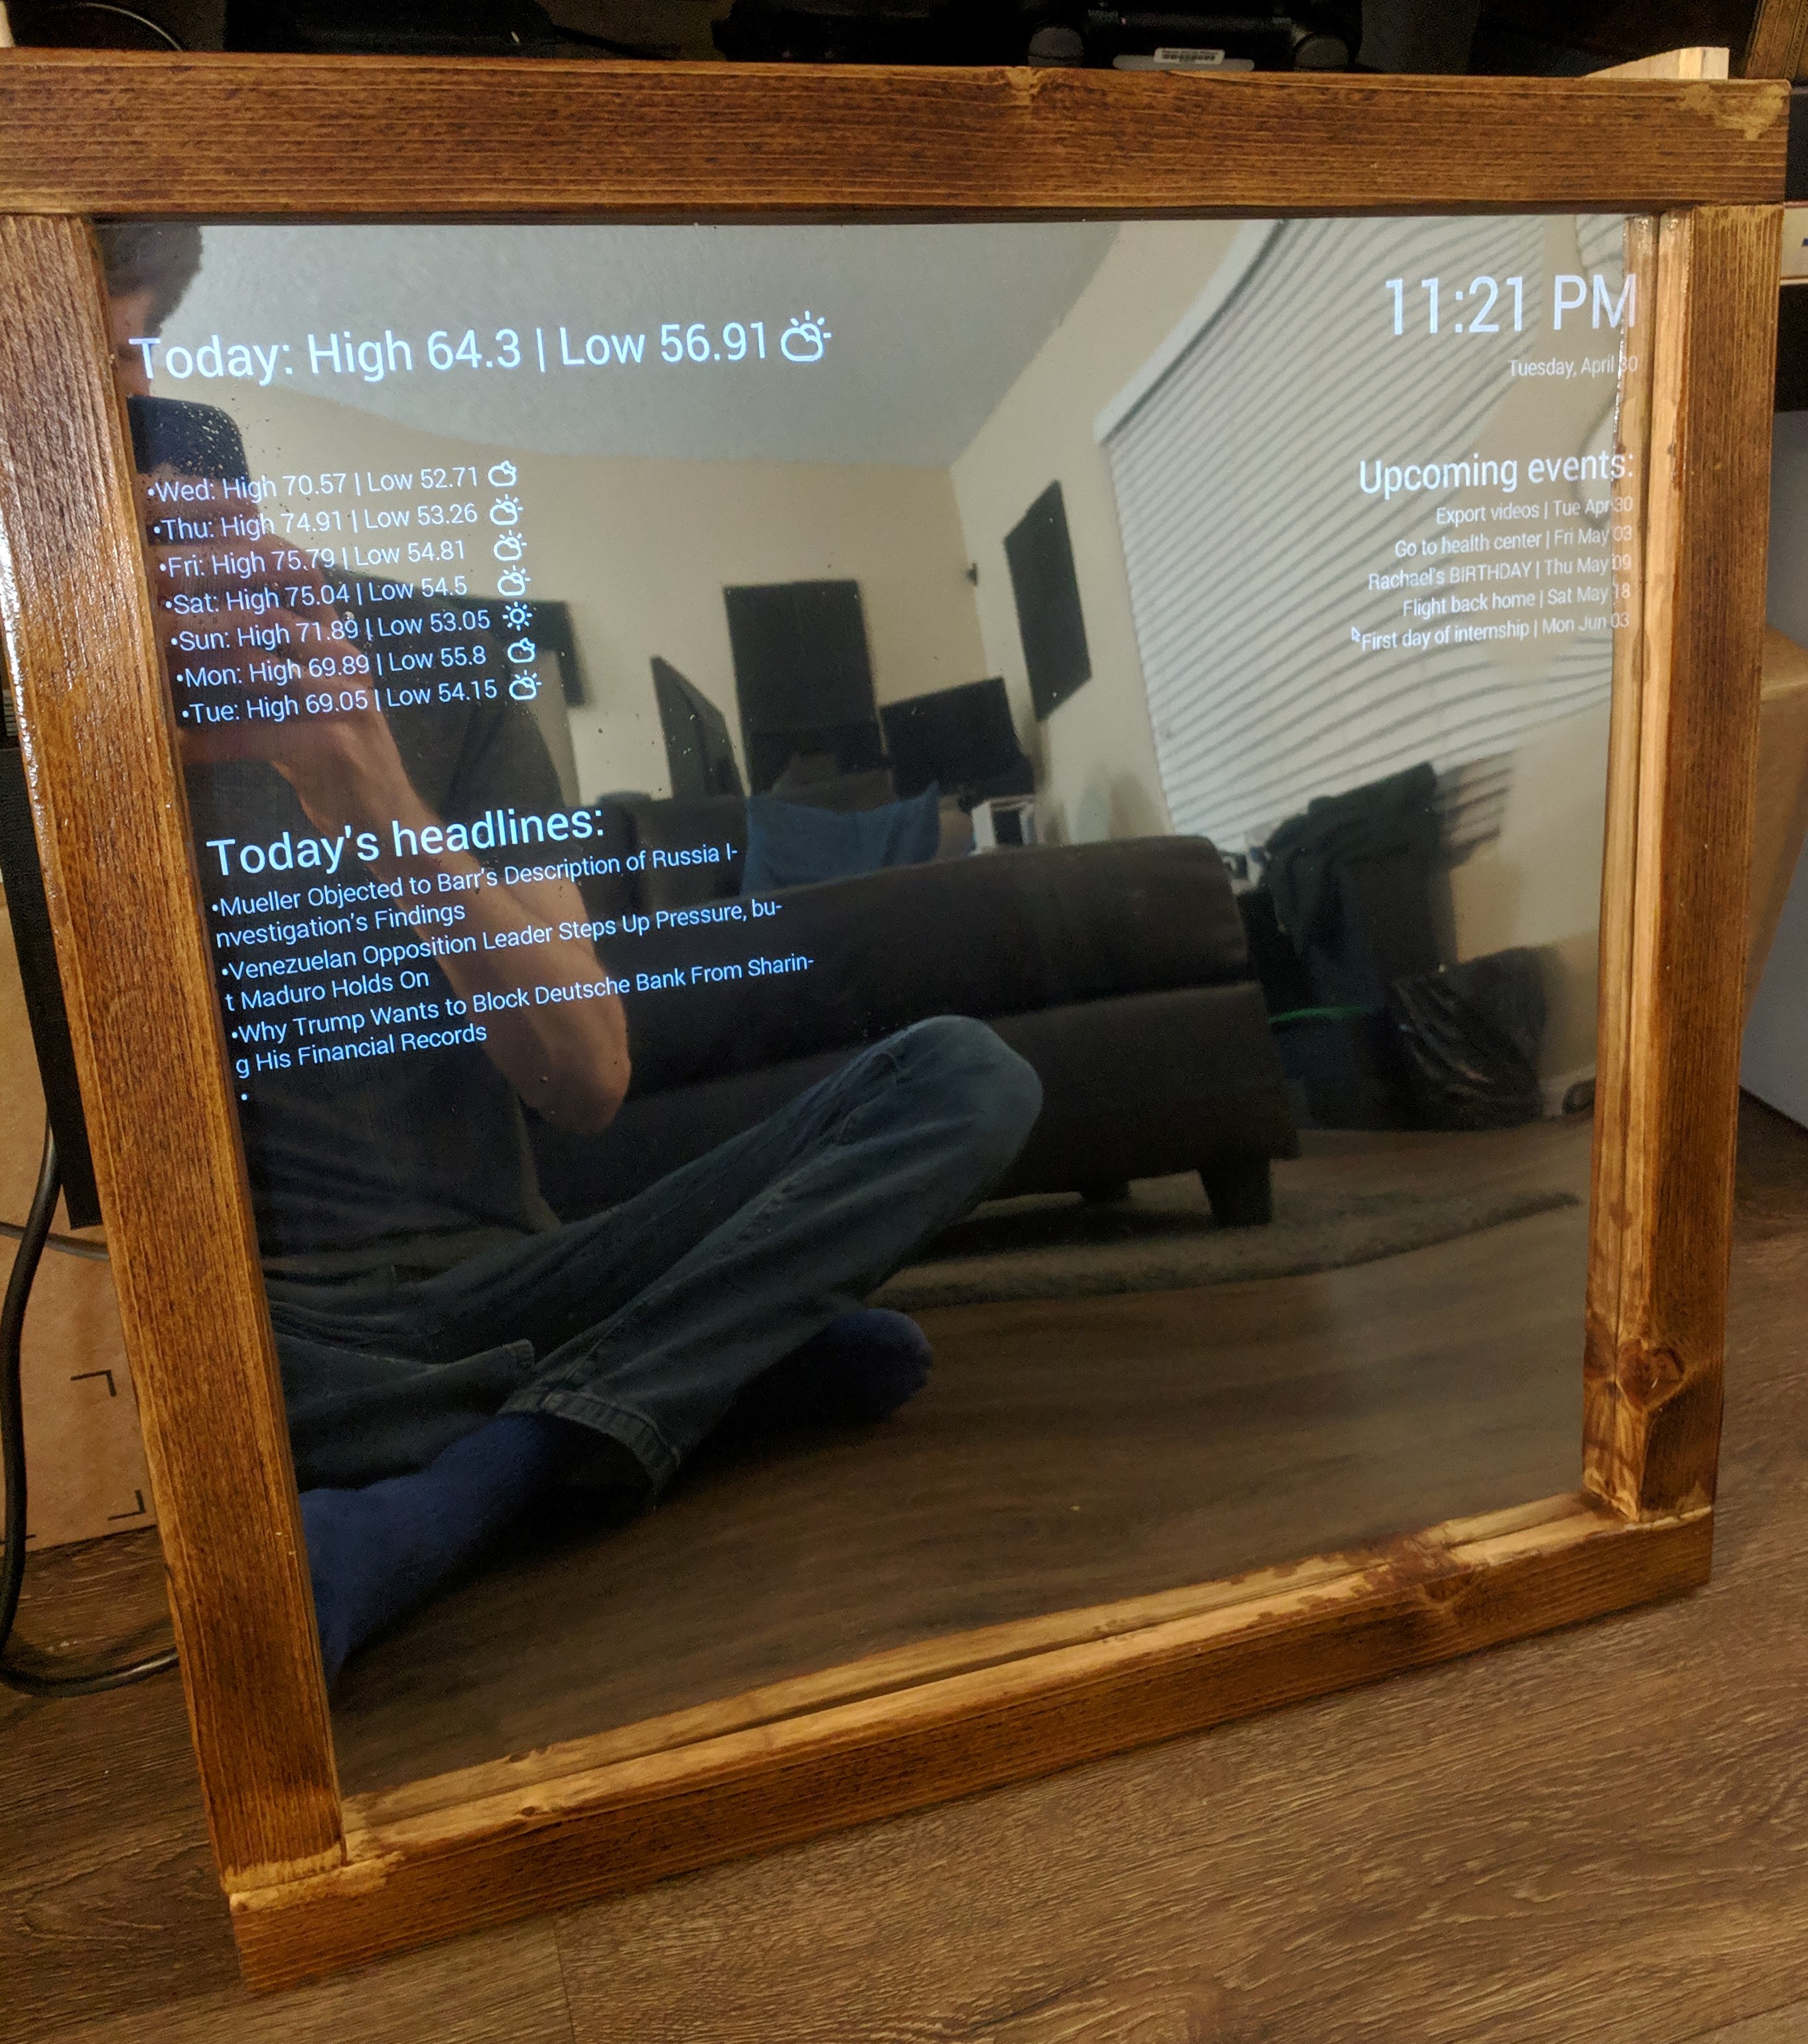 Today: High 64.3 | Low 56.91
•Wed: High 70.57 | Low 52.71
•Thu: High 74.91 | Low 53.26
•Fri: High 75.79 | Low 54.81
•Sat: High 75.04 | Low 54.5
•Sun: High 71.89 | Low 53.05
•Mon: High 69.89 | Low 55.8
•Tue: High 69.05 | Low 54.15
Today's headlines:
•Mueller Objected to Barr's Description of Russia I-
nvestigation's Findings
•Venezuelan Opposition Leader Steps Up Pressure, bu-
t Maduro Holds On
•Why Trump Wants to Block Deutsche Bank From Sharin-
g His Financial Records
•
11:21 PM
Tuesday, April 30
Upcoming events:
Export videos | Tue Apr 30
Go to health center | Fri May 03
Rachael's BIRTHDAY | Thu May 09
Flight back home | Sat May 18
First day of internship | Mon Jun 03